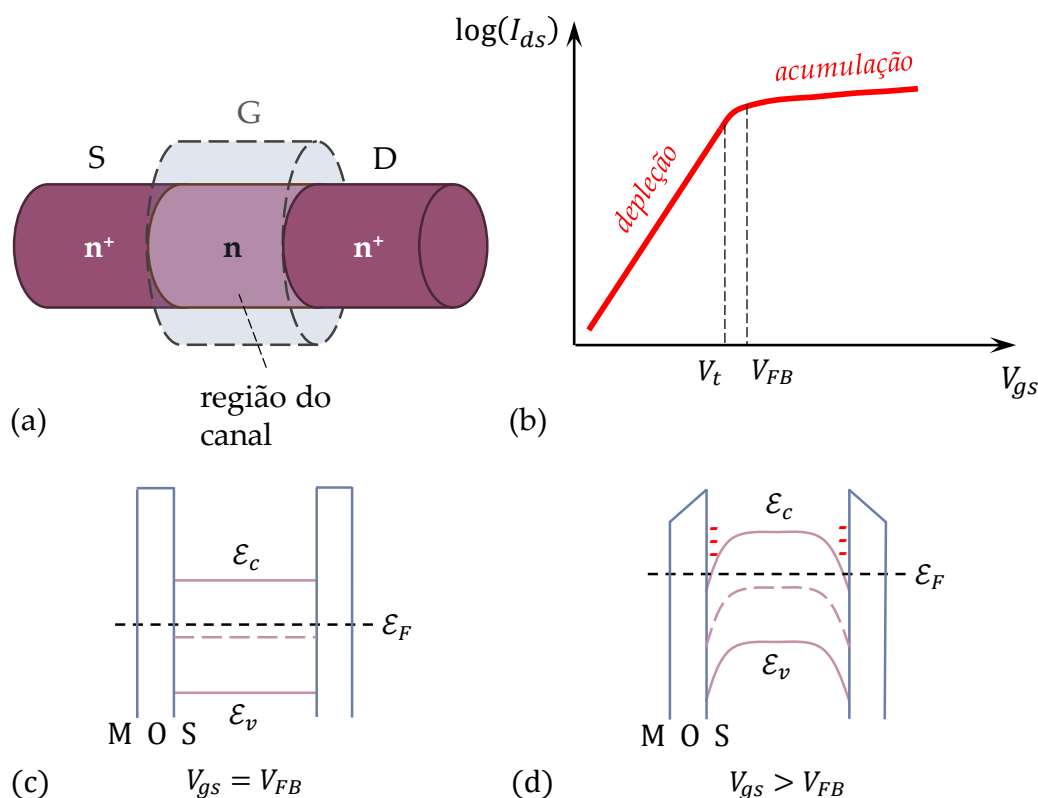 G
S
D
n⁺
n
n⁺
região do
canal
(a)
log(I_ds)
acumulação
depleção
V_t
V_FB
V_gs
(b)
ℰ_c
ℰ_F
ℰ_v
M O S
(c)
V_gs = V_FB
ℰ_c
ℰ_F
ℰ_v
M O S
(d)
V_gs > V_FB